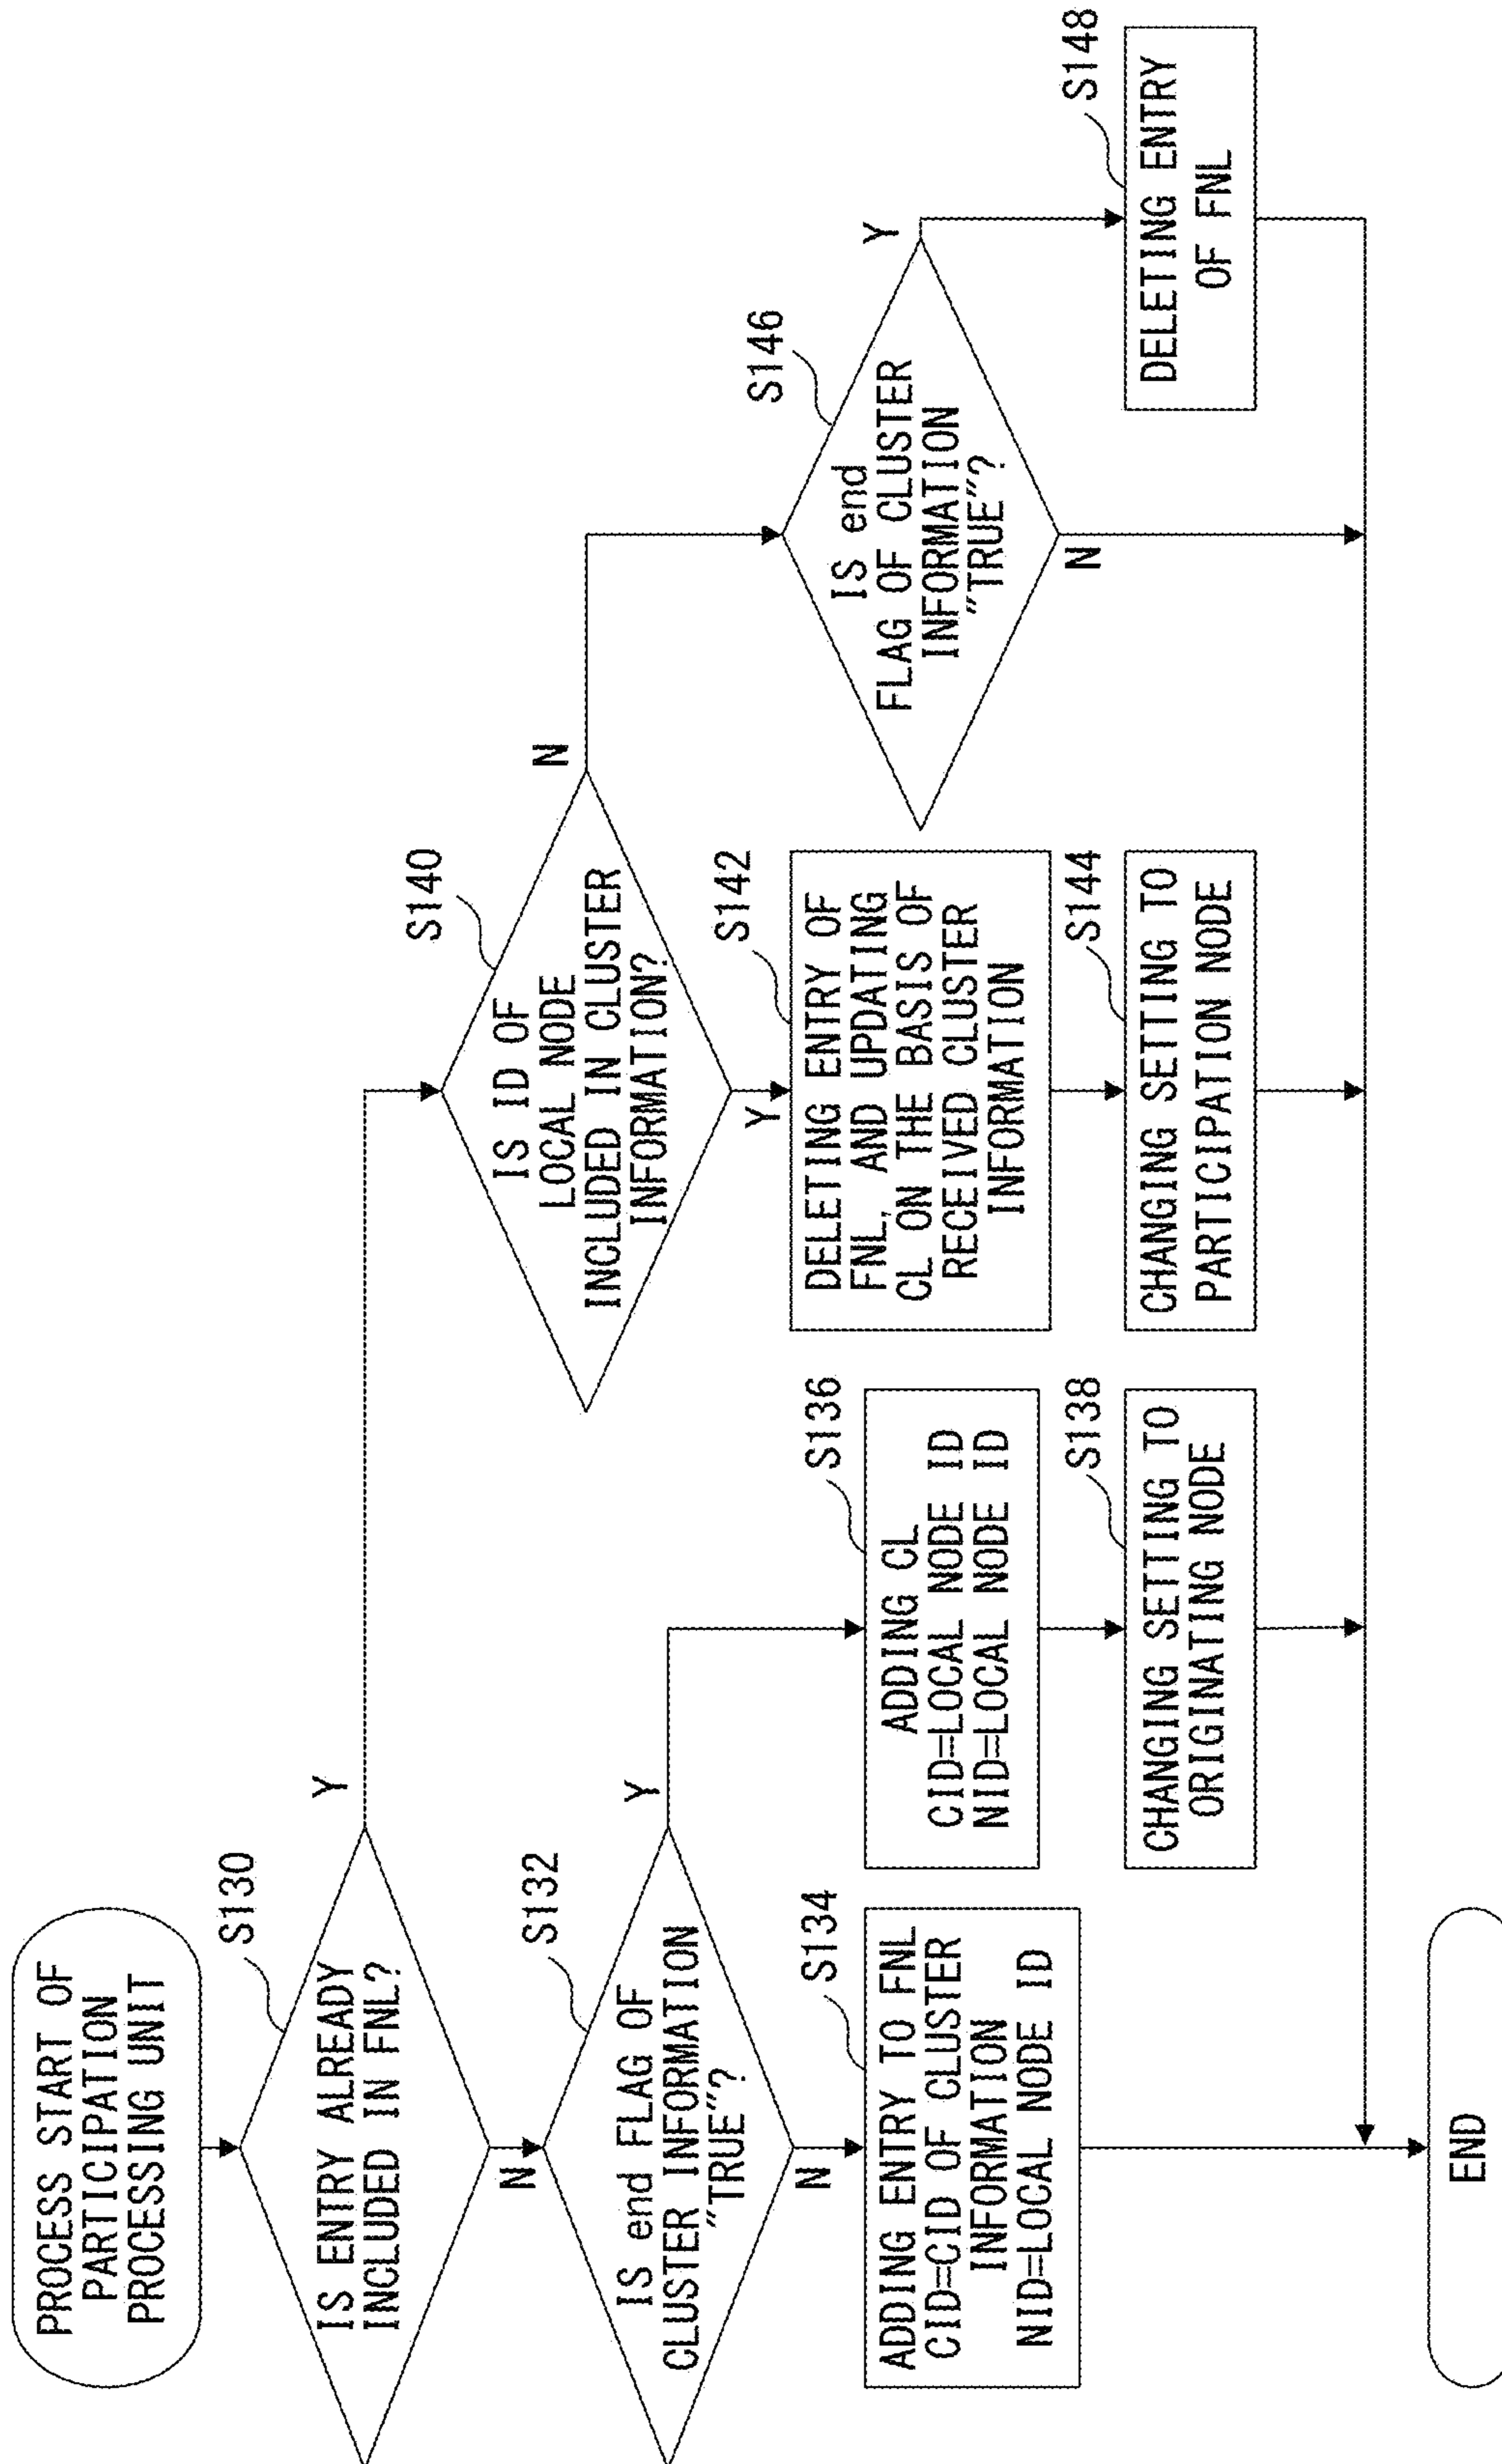 PROCESS START OF
PARTICIPATION
PROCESSING UNIT
S130
IS ENTRY ALREADY
INCLUDED IN FNL?
Y
N
S132
IS end FLAG OF
CLUSTER INFORMATION
"TRUE"?
Y
N
S134
ADDING ENTRY TO FNL
CID=CID OF CLUSTER
INFORMATION
NID=LOCAL NODE ID
S136
ADDING CL
CID=LOCAL NODE ID
NID=LOCAL NODE ID
S138
CHANGING SETTING TO
ORIGINATING NODE
S140
IS ID OF
LOCAL NODE
INCLUDED IN CLUSTER
INFORMATION?
N
Y
S142
DELETING ENTRY OF
FNL, AND UPDATING
CL ON THE BASIS OF
RECEIVED CLUSTER
INFORMATION
S144
CHANGING SETTING TO
PARTICIPATION NODE
S146
IS end
FLAG OF CLUSTER
INFORMATION
"TRUE"?
Y
N
S148
DELETING ENTRY
OF FNL
END